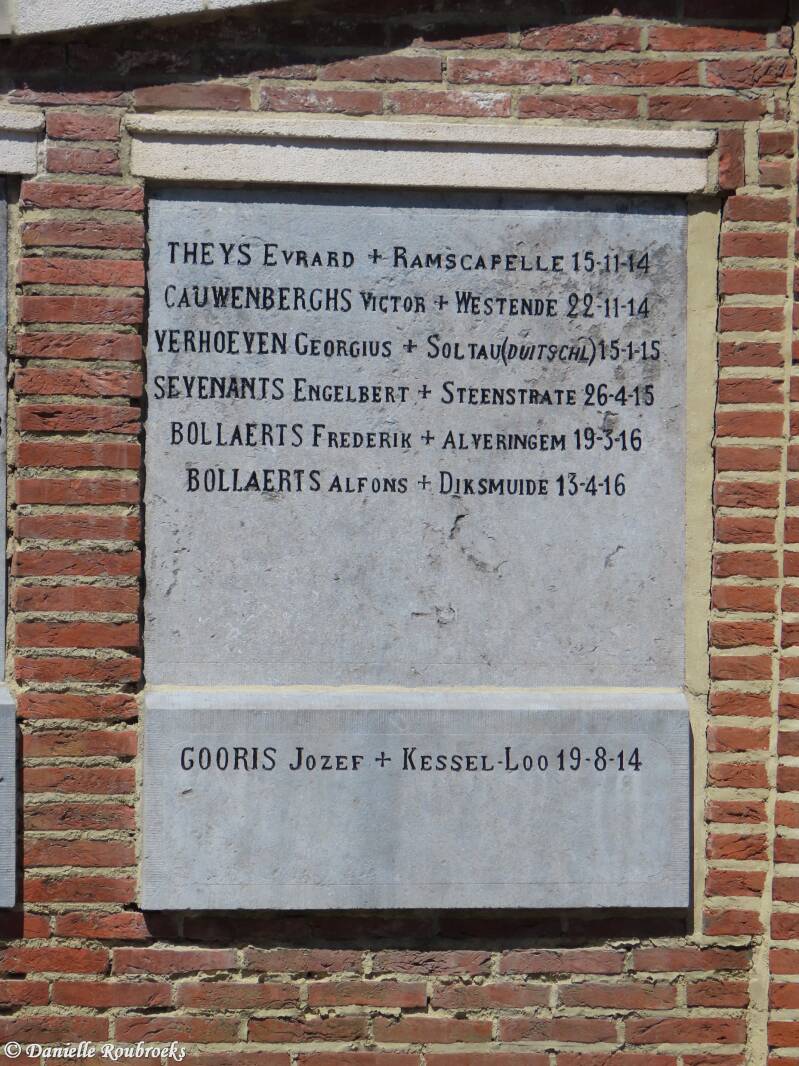 THEYS EVRARD + RAMSCAPELLE 15-11-14
CAUWENBERGHS VICTOR + WESTENDE 22-11-14
VERHOEVEN GEORGIUS + SOLTAU (DUITSCHL) 15-1-15
SEVENANTS ENGELBERT + STEENSTRATE 26-4-15
BOLLAERTS FREDERIK + ALVERINGEM 19-3-16
BOLLAERTS ALFONS + DIKSMUIDE 13-4-16
GOORIS JOZEF + KESSEL-LOO 19-8-14
© Danielle Roubroeks